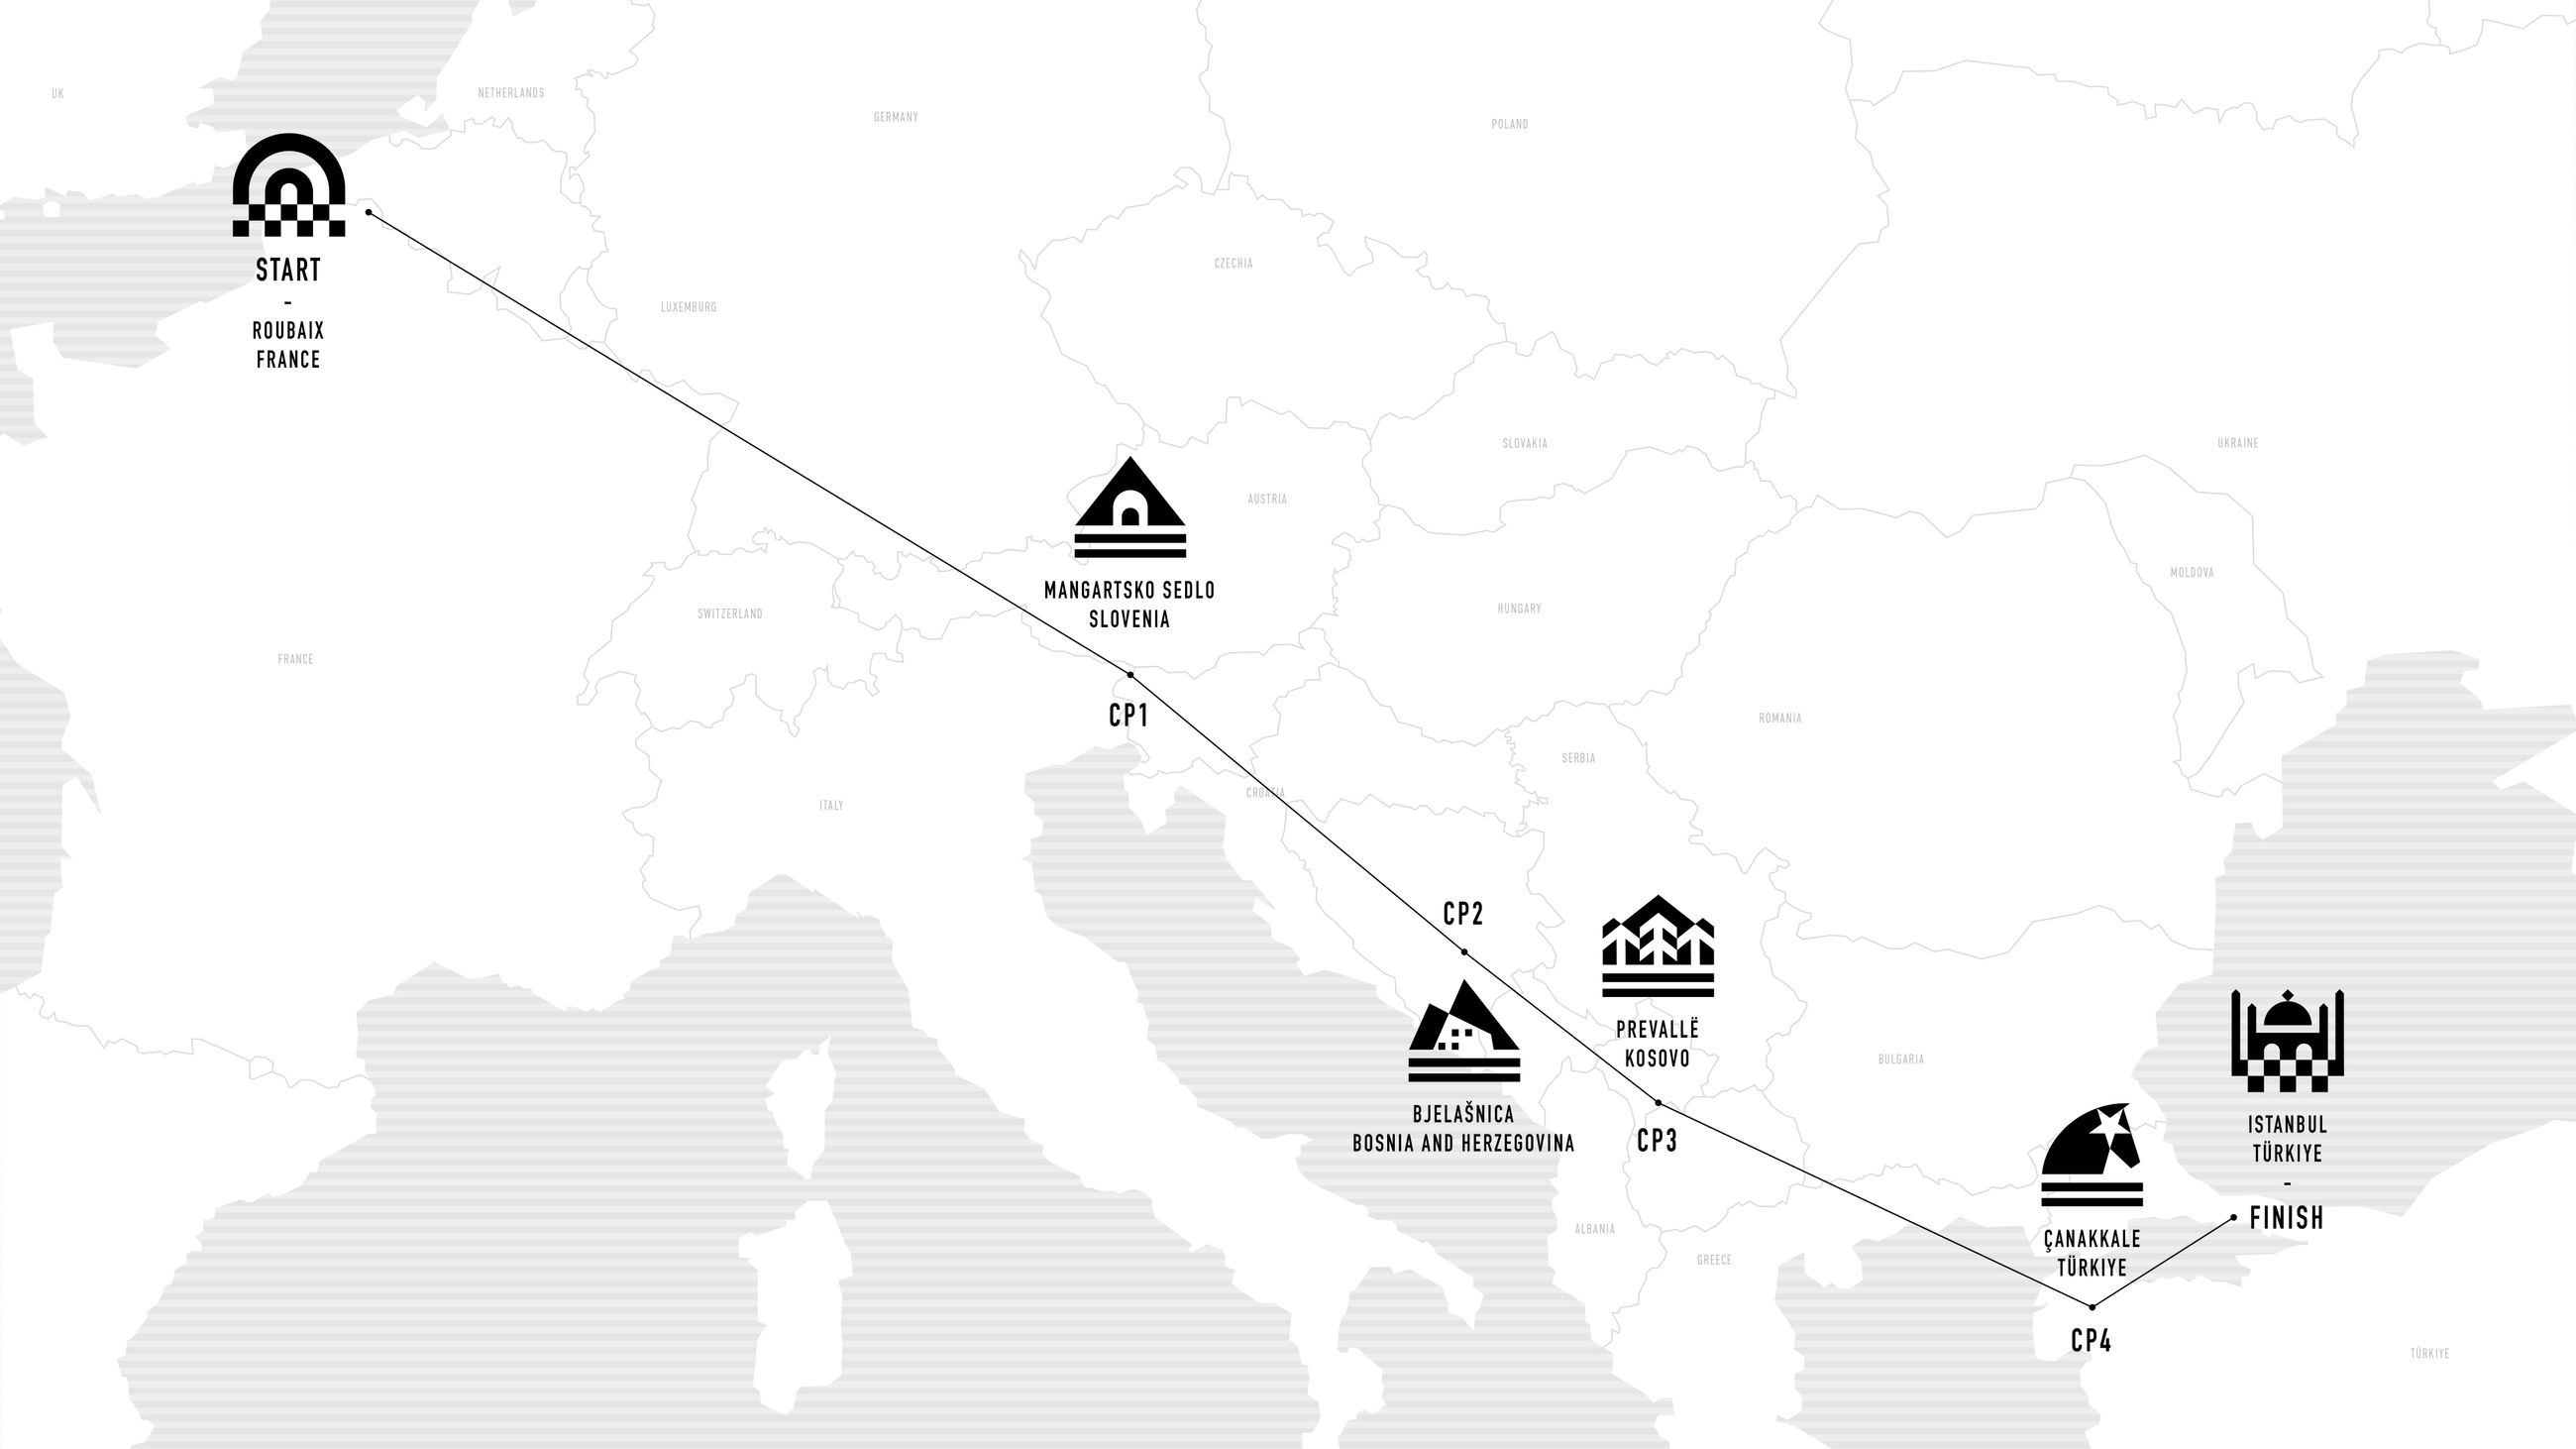 UK
NETHERLANDS
GERMANY
POLAND
START
-
ROUBAIX
FRANCE
LUXEMBURG
CZECHIA
SLOVAKIA
UKRAINE
AUSTRIA
MANGARTSKO SEDLO
SLOVENIA
CP1
SWITZERLAND
HUNGARY
MOLDOVA
FRANCE
ROMANIA
SERBIA
CROATIA
ITALY
CP2
BJELAŠNICA
BOSNIA AND HERZEGOVINA
PREVALLË
KOSOVO
CP3
BULGARIA
ALBANIA
GREECE
ÇANAKKALE
TÜRKIYE
CP4
ISTANBUL
TÜRKIYE
-
FINISH
TÜRKIYE